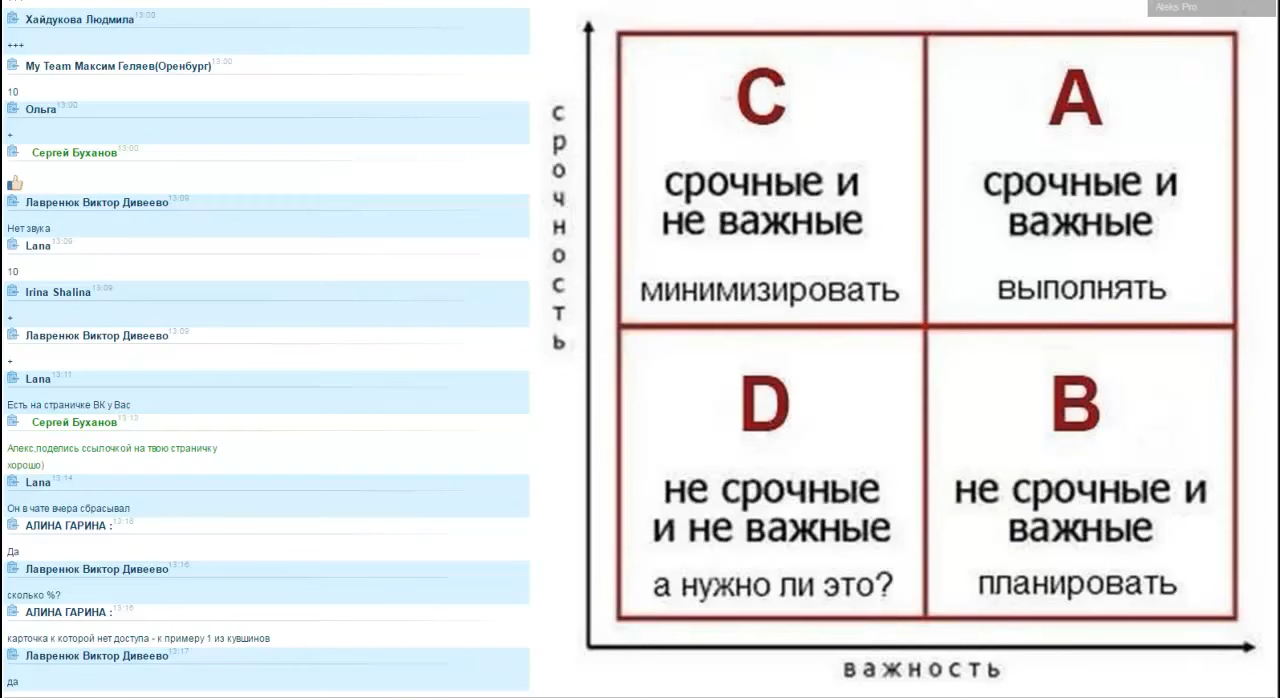 Хайдукова Людмила 13:00
+++
My Team Максим Геляев(Оренбург) 13:00
10
Ольга 13:00
+
Сергей Буханов 13:00
Лавренюк Виктор Дивеево 13:09
Нет звука
Lana 13:09
10
Irina Shalina 13:09
+
Лавренюк Виктор Дивеево 13:09
+
Lana 13:11
Есть на страничке ВК у Вас
Сергей Буханов 13:12
Алекс,поделись ссылочкой на твою страничку
хорошо)
Lana 13:14
Он в чате вчера сбрасывал
АЛИНА ГАРИНА : 13:16
Да
Лавренюк Виктор Дивеево 13:16
сколько %?
АЛИНА ГАРИНА : 13:16
карточка к которой нет доступа - к примеру 1 из кувшинов
Лавренюк Виктор Дивеево 13:17
да
Aleks Pro
срочность
C
срочные и
не важные
минимизировать
A
срочные и
важные
выполнять
D
не срочные
и не важные
а нужно ли это?
B
не срочные и
важные
планировать
важность